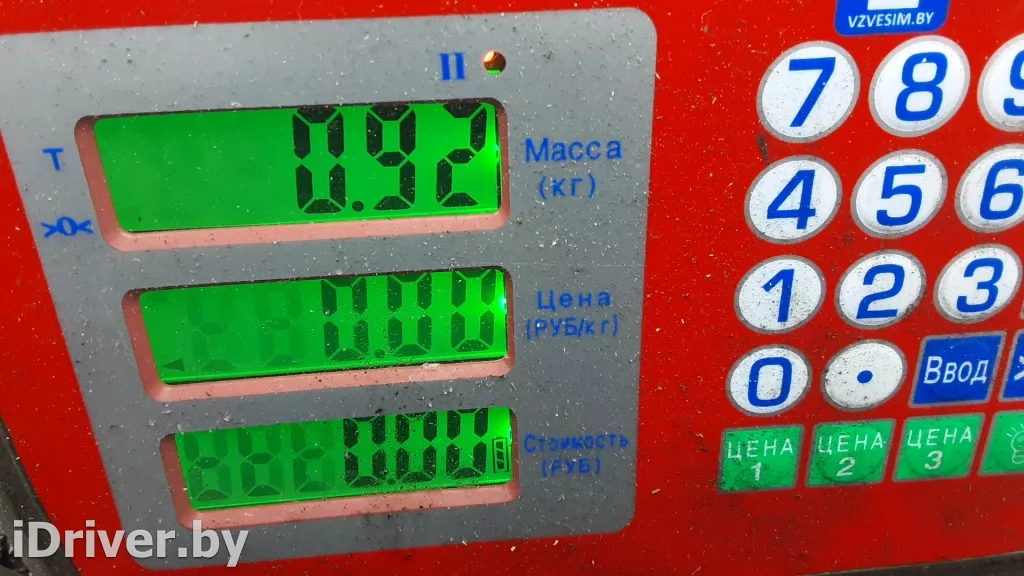 VZVESIM.BY
II
0.92
Масса
(кг)
T
>0<
0.00
Цена
(РУБ/кг)
0.00
Стоимость
(РУБ)
7 8 9
4 5 6
1 2 3
0 . Ввод
ЦЕНА 1
ЦЕНА 2
ЦЕНА 3
iDriver.by